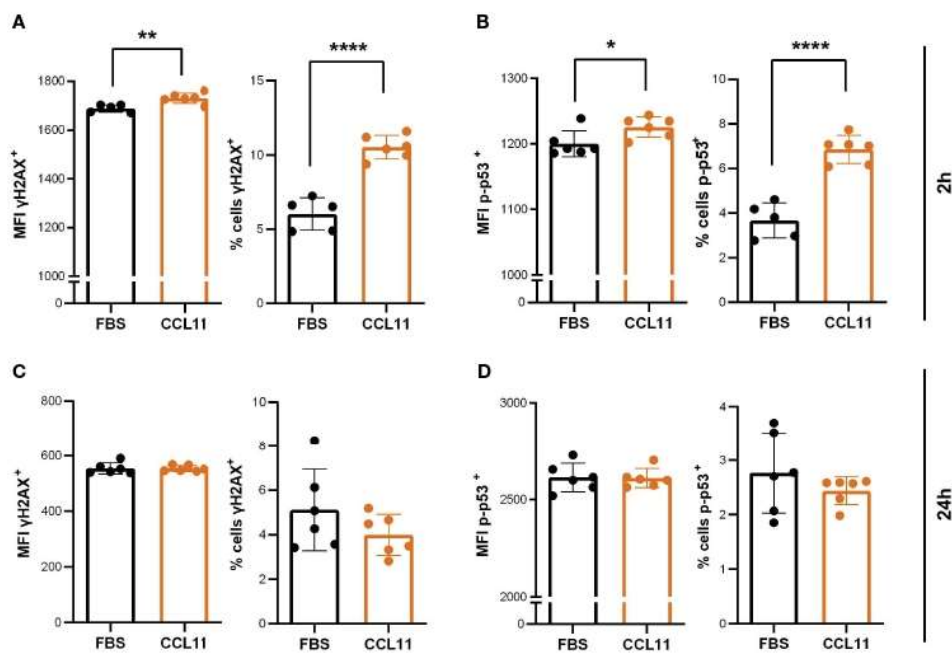 A
B
**
****
*
****
MFI γH2AX⁺
1800
1600
1400
1200
1000
0
FBS
CCL11
% cells γH2AX⁺
15
10
5
0
FBS
CCL11
MFI p-p53⁺
1300
1200
1100
1000
0
FBS
CCL11
% cells p-p53⁺
10
8
6
4
2
0
FBS
CCL11
2h
C
D
MFI γH2AX⁺
800
600
400
200
0
FBS
CCL11
% cells γH2AX⁺
10
8
6
4
2
0
FBS
CCL11
MFI p-p53⁺
3000
2500
2000
0
FBS
CCL11
% cells p-p53⁺
4
3
2
1
0
FBS
CCL11
24h